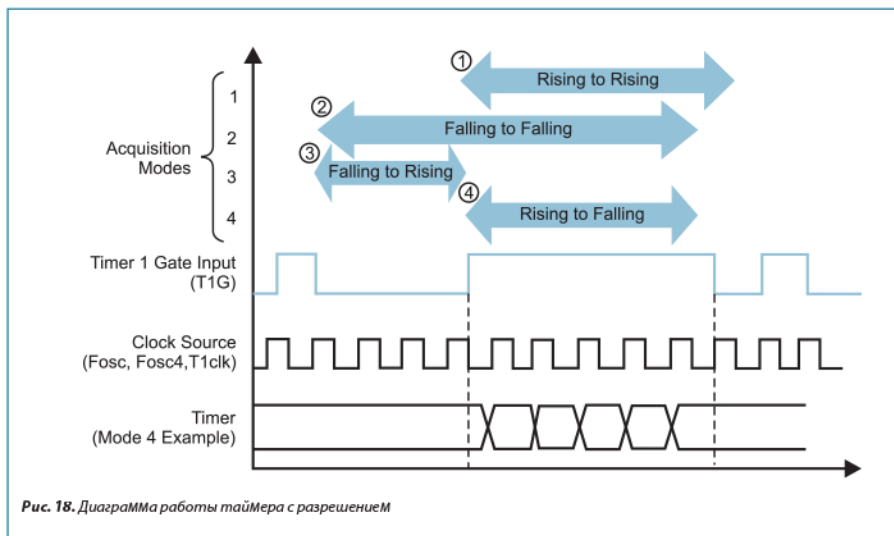 ① Rising to Rising
1
② Falling to Falling
2
Acquisition
Modes
③ Falling to Rising
3
④ Rising to Falling
4
Timer 1 Gate Input
(T1G)
Clock Source
(Fosc, Fosc4,T1clk)
Timer
(Mode 4 Example)
Рис. 18. Диаграмма работы таймера с разрешением